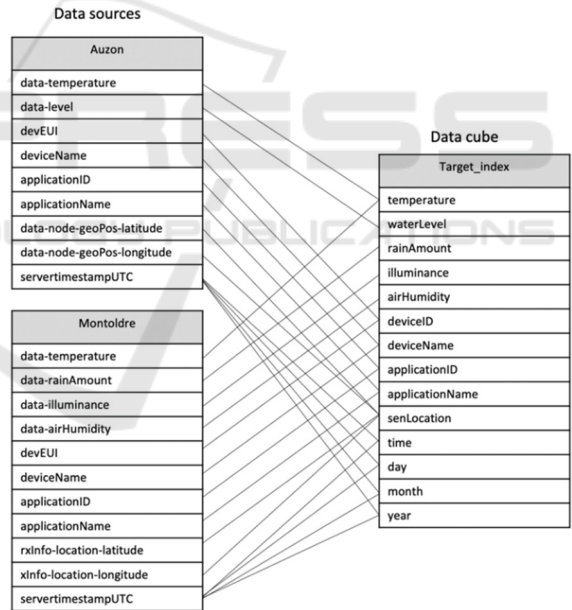 Data sources
Auzon
data-temperature
data-level
devEUI
deviceName
applicationID
applicationName
data-node-geoPos-latitude
data-node-geoPos-longitude
servertimestampUTC
Montoldre
data-temperature
data-rainAmount
data-illuminance
data-airHumidity
devEUI
deviceName
applicationID
applicationName
rxInfo-location-latitude
xInfo-location-longitude
servertimestampUTC
Data cube
Target_index
temperature
waterLevel
rainAmount
illuminance
airHumidity
deviceID
deviceName
applicationID
applicationName
senLocation
time
day
month
year
PRESS
LOGY PUBLICATIONS